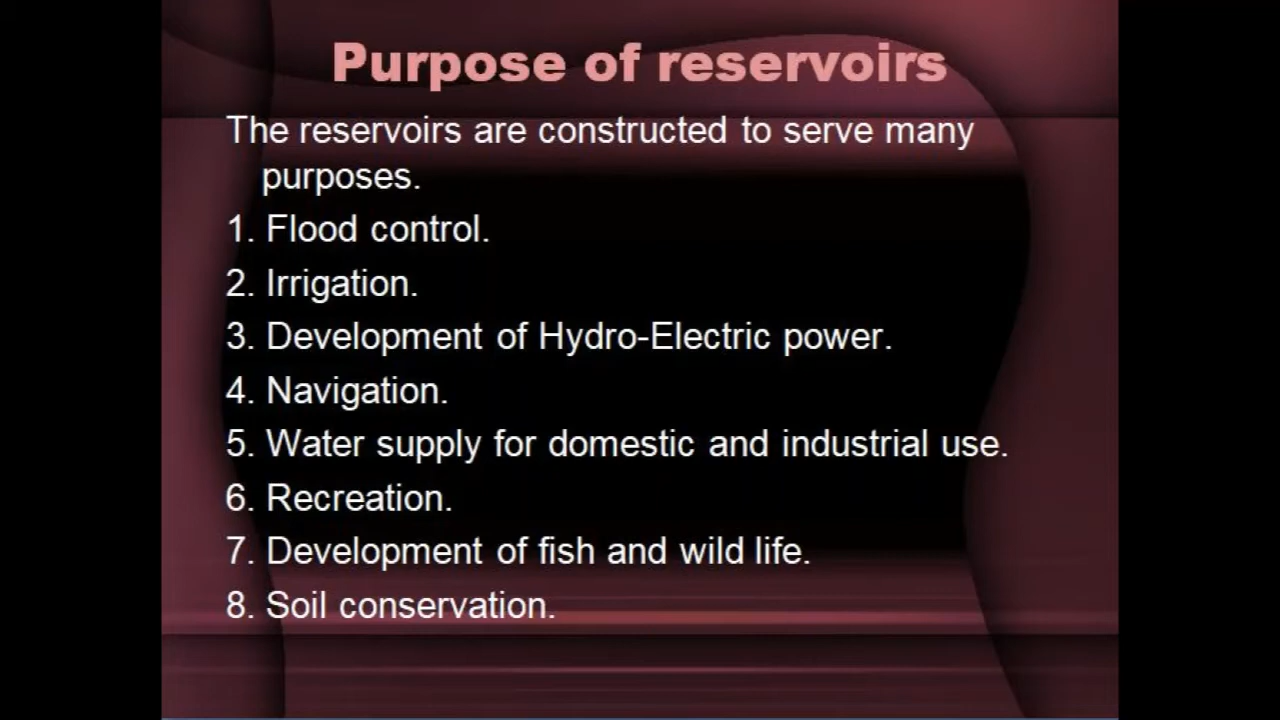 Purpose of reservoirs
The reservoirs are constructed to serve many
purposes.
1. Flood control.
2. Irrigation.
3. Development of Hydro-Electric power.
4. Navigation.
5. Water supply for domestic and industrial use.
6. Recreation.
7. Development of fish and wild life.
8. Soil conservation.